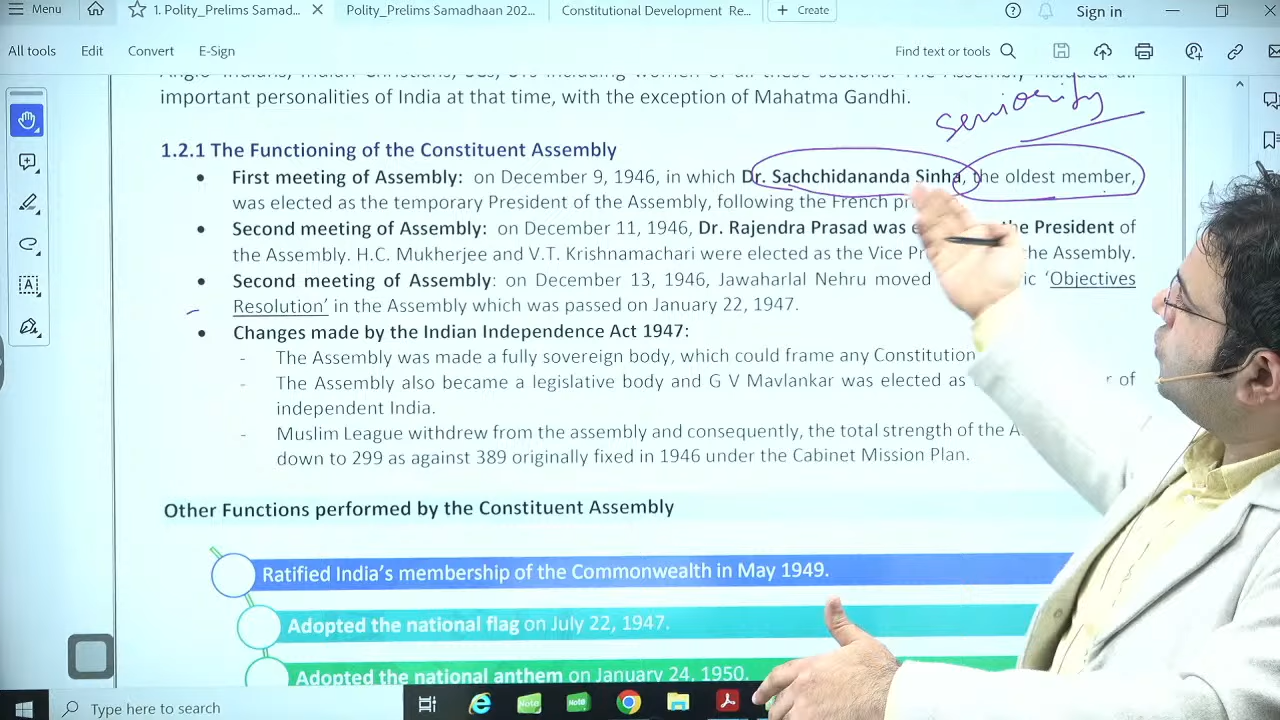 Menu
1. Polity_Prelims Samad...
Polity_Prelims Samadhaan 202...
Constitutional Development Re...
+ Create
Sign in
All tools Edit Convert E-Sign
Find text or tools
important personalities of India at that time, with the exception of Mahatma Gandhi.
seniority
1.2.1 The Functioning of the Constituent Assembly
• First meeting of Assembly: on December 9, 1946, in which Dr. Sachchidananda Sinha, the oldest member,
was elected as the temporary President of the Assembly, following the French
• Second meeting of Assembly: on December 11, 1946, Dr. Rajendra Prasad was the President of
the Assembly. H.C. Mukherjee and V.T. Krishnamachari were elected as the Vice the Assembly.
• Second meeting of Assembly: on December 13, 1946, Jawaharlal Nehru moved 'Objectives
Resolution' in the Assembly which was passed on January 22, 1947.
• Changes made by the Indian Independence Act 1947:
- The Assembly was made a fully sovereign body, which could frame any Constitution
- The Assembly also became a legislative body and G V Mavlankar was elected as of
independent India.
- Muslim League withdrew from the assembly and consequently, the total strength of the
down to 299 as against 389 originally fixed in 1946 under the Cabinet Mission Plan.
Other Functions performed by the Constituent Assembly
Ratified India's membership of the Commonwealth in May 1949.
Adopted the national flag on July 22, 1947.
Adopted the national anthem on January 24, 1950.
Type here to search